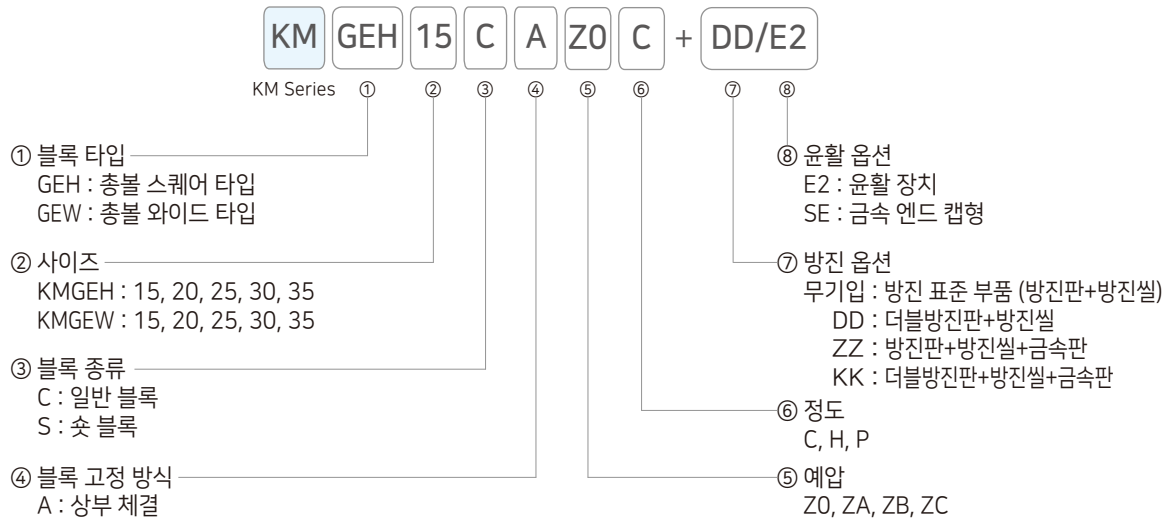 KM GEH 15 C A Z0 C + DD/E2
KM Series ① ② ③ ④ ⑤ ⑥ ⑦ ⑧
① 블록 타입
GEH : 총볼 스퀘어 타입
GEW : 총볼 와이드 타입
② 사이즈
KMGEH : 15, 20, 25, 30, 35
KMGEW : 15, 20, 25, 30, 35
③ 블록 종류
C : 일반 블록
S : 숏 블록
④ 블록 고정 방식
A : 상부 체결
⑧ 윤활 옵션
E2 : 윤활 장치
SE : 금속 엔드 캡형
⑦ 방진 옵션
무기입 : 방진 표준 부품 (방진판+방진씰)
DD : 더블방진판+방진씰
ZZ : 방진판+방진씰+금속판
KK : 더블방진판+방진씰+금속판
⑥ 정도
C, H, P
⑤ 예압
Z0, ZA, ZB, ZC